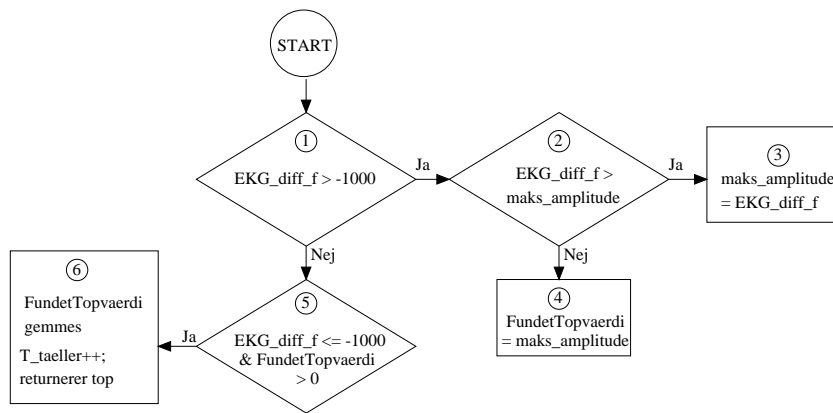 START
1
EKG_diff_f > -1000
Ja
2
EKG_diff_f >
maks_amplitude
Ja
3
maks_amplitude
= EKG_diff_f
Nej
Nej
4
FundetTopvaerdi
= maks_amplitude
5
EKG_diff_f <= -1000
& FundetTopvaerdi
> 0
Ja
6
FundetTopvaerdi
gemmes
T_taeller++;
returnerer top